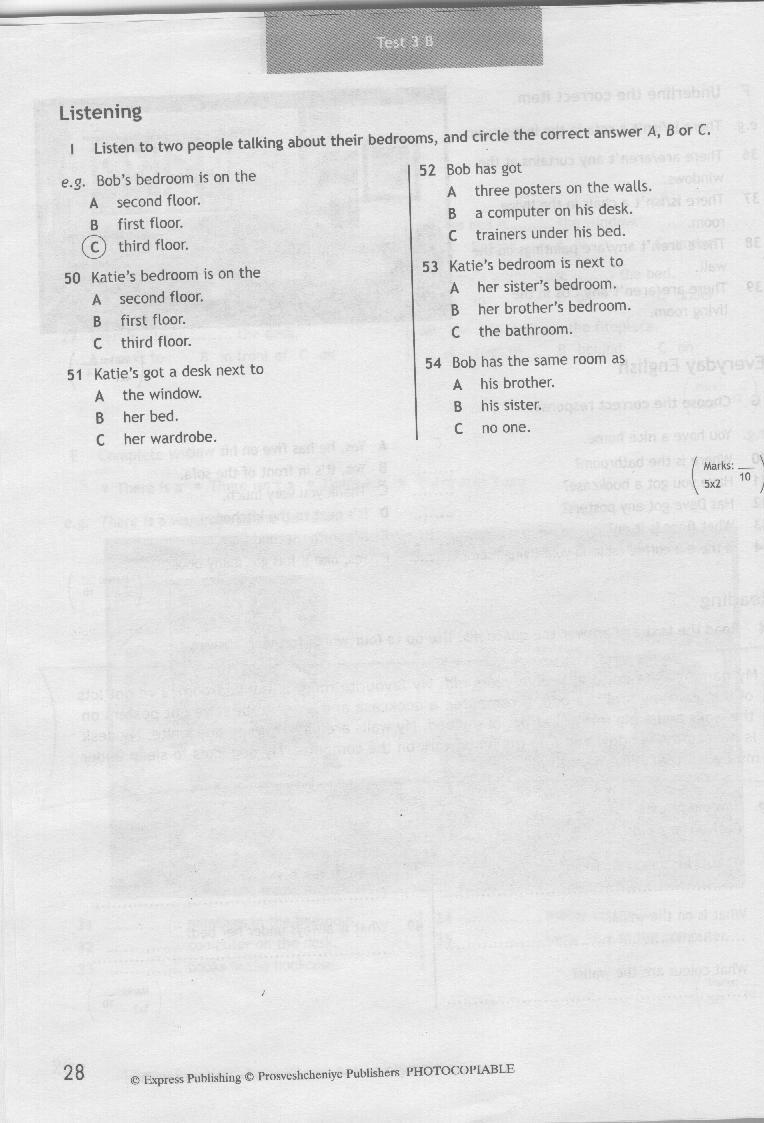 Test 3 B
Listening
I Listen to two people talking about their bedrooms, and circle the correct answer A, B or C.
e.g. Bob's bedroom is on the
A second floor.
B first floor.
C third floor.
50 Katie's bedroom is on the
A second floor.
B first floor.
C third floor.
51 Katie's got a desk next to
A the window.
B her bed.
C her wardrobe.
52 Bob has got
A three posters on the walls.
B a computer on his desk.
C trainers under his bed.
53 Katie's bedroom is next to
A her sister's bedroom.
B her brother's bedroom.
C the bathroom.
54 Bob has the same room as
A his brother.
B his sister.
C no one.
Marks: __
5x2 10
28
© Express Publishing © Prosveshcheniye Publishers PHOTOCOPIABLE